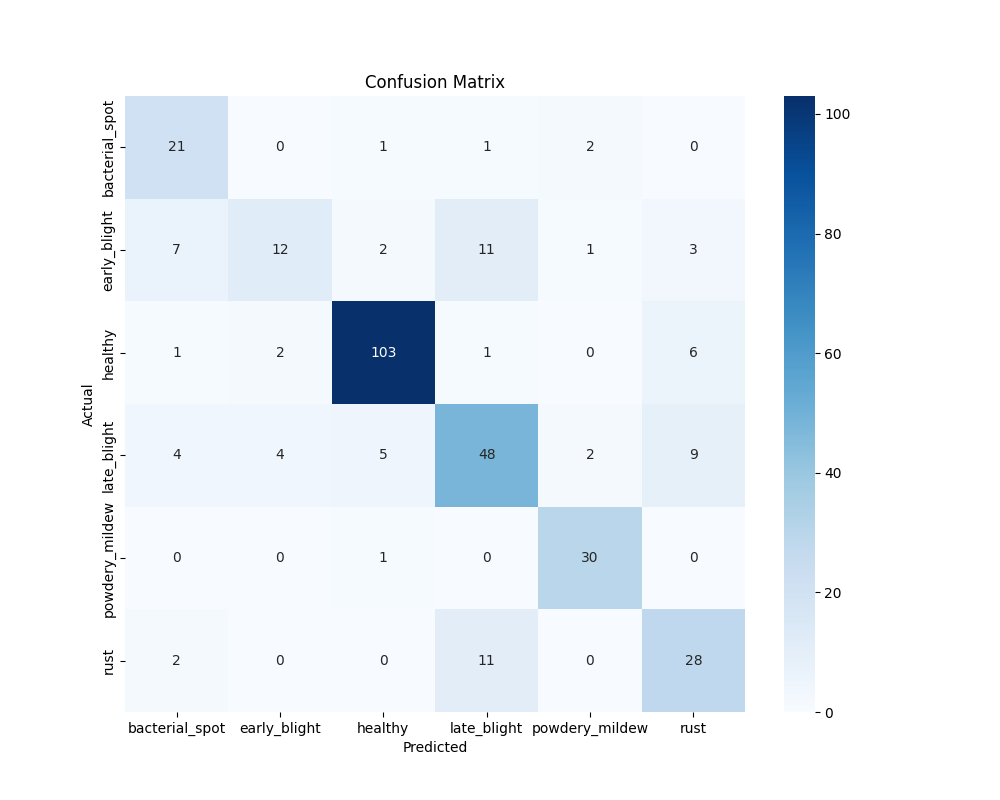 Confusion Matrix
Actual
bacterial_spot 21 0 1 1 2 0
early_blight 7 12 2 11 1 3
healthy 1 2 103 1 0 6
late_blight 4 4 5 48 2 9
powdery_mildew 0 0 1 0 30 0
rust 2 0 0 11 0 28
bacterial_spot early_blight healthy late_blight powdery_mildew rust
Predicted
100
80
60
40
20
0